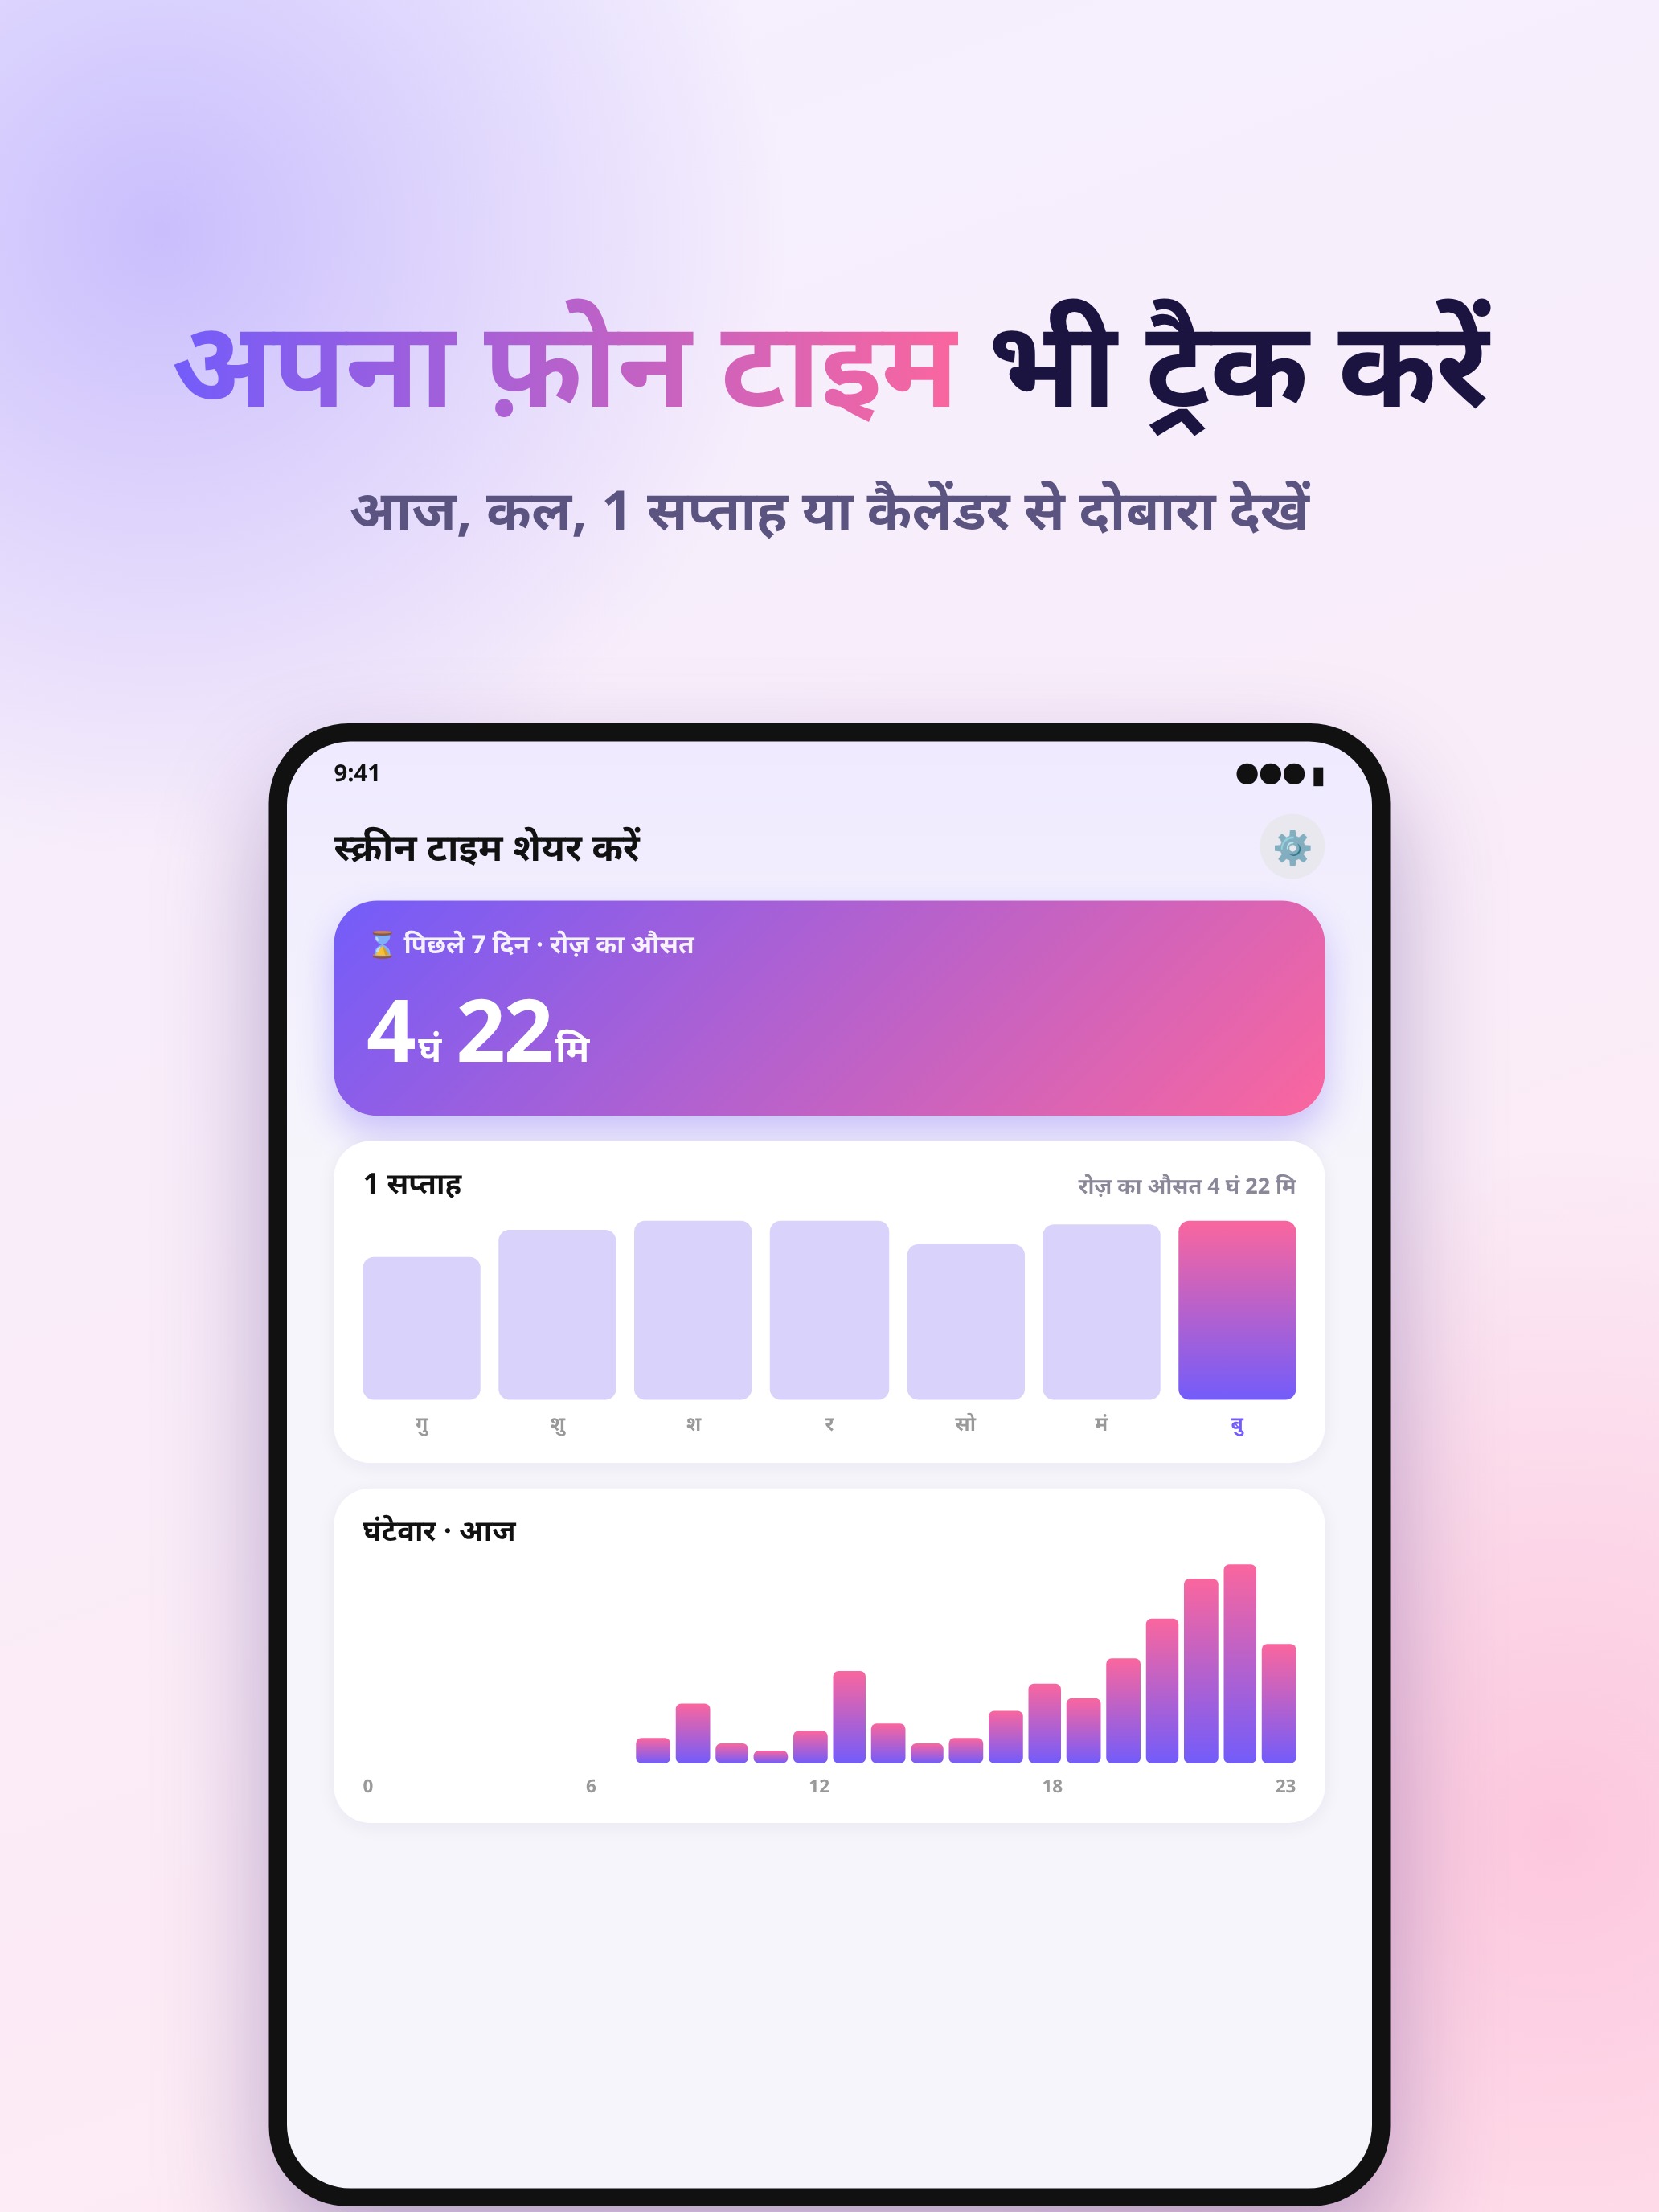 अपना फ़ोन टाइम भी ट्रैक करें
आज, कल, 1 सप्ताह या कैलेंडर से दोबारा देखें
9:41
स्क्रीन टाइम शेयर करें
पिछले 7 दिन · रोज़ का औसत
4घं 22मि
1 सप्ताह
रोज़ का औसत 4 घं 22 मि
गु शु श र सो मं बु
घंटेवार · आज
0 6 12 18 23